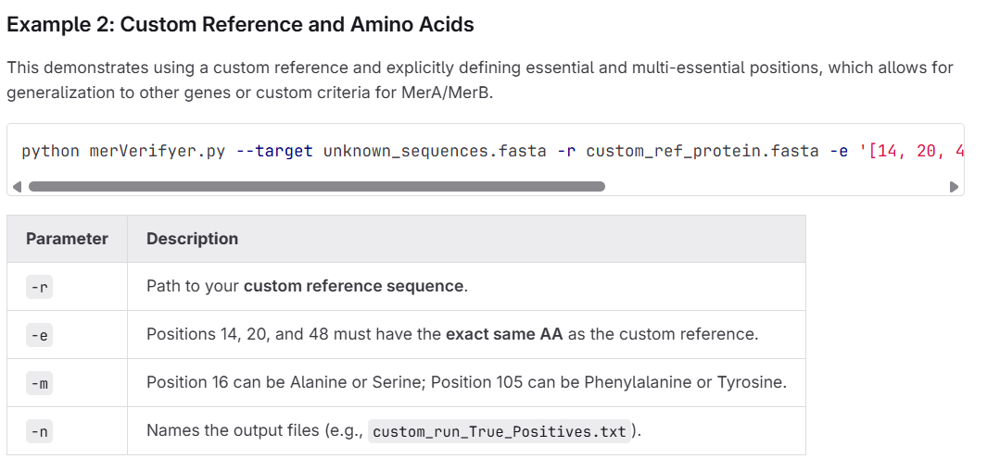 Example 2: Custom Reference and Amino Acids
This demonstrates using a custom reference and explicitly defining essential and multi-essential positions, which allows for
generalization to other genes or custom criteria for MerA/MerB.
python merVerifyer.py --target unknown_sequences.fasta -r custom_ref_protein.fasta -e '[14, 20, 4
Parameter Description
-r Path to your custom reference sequence.
-e Positions 14, 20, and 48 must have the exact same AA as the custom reference.
-m Position 16 can be Alanine or Serine; Position 105 can be Phenylalanine or Tyrosine.
-n Names the output files (e.g., custom_run_True_Positives.txt).